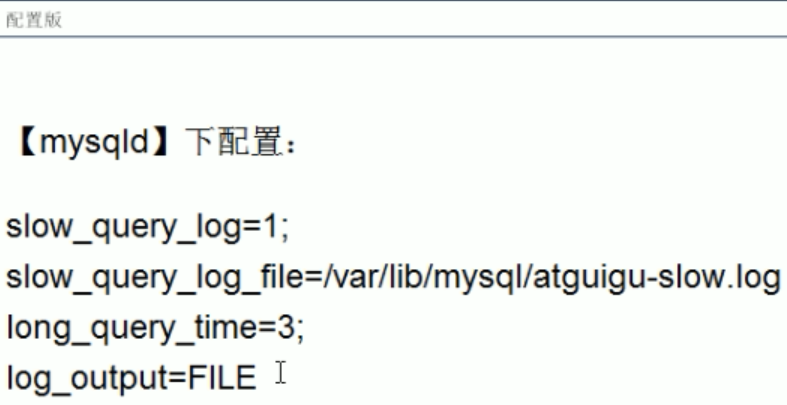 配置版
【mysqld】下配置：
slow_query_log=1;
slow_query_log_file=/var/lib/mysql/atguigu-slow.log
long_query_time=3;
log_output=FILE